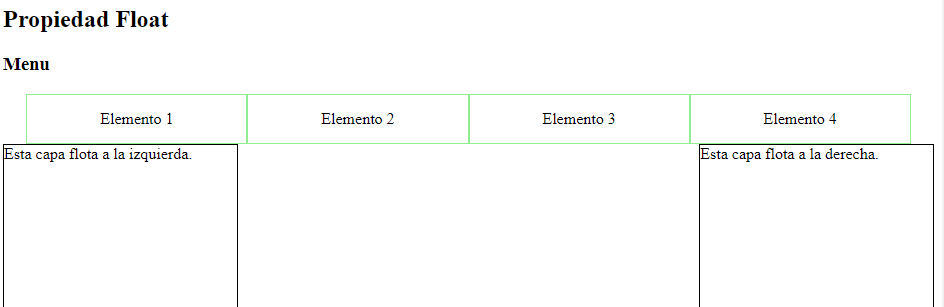 Propiedad Float
Menu
Elemento 1 Elemento 2 Elemento 3 Elemento 4
Esta capa flota a la izquierda. Esta capa flota a la derecha.